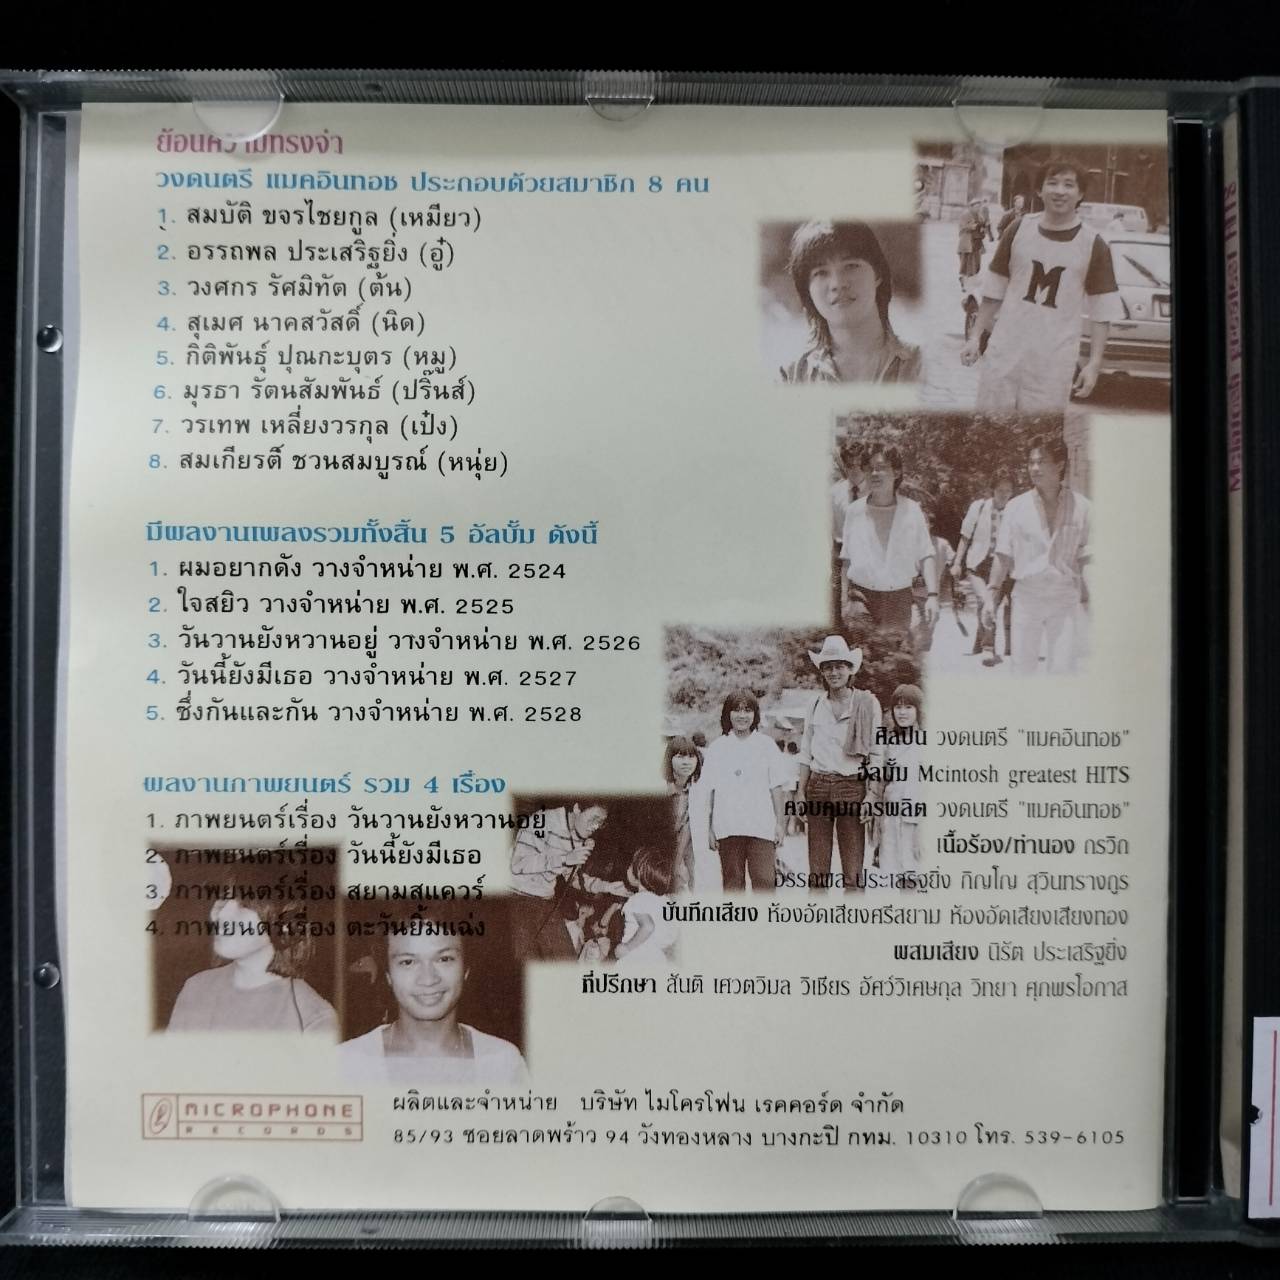 ย้อนความทรงจำ
วงดนตรี แมคอินทอช ประกอบด้วยสมาชิก 8 คน
1. สมบัติ ขจรไชยกูล (เหมียว)
2. อรรถพล ประเสริฐยิ่ง (อู๋)
3. วงศกร รัศมิทัต (ต้น)
4. สุเมศ นาคสวัสดิ์ (นิด)
5. กิติพันธุ์ ปุณกะบุตร (หมู)
6. มุรธา รัตนสัมพันธ์ (ปริ๊นส์)
7. วรเทพ เหลี่ยงวรกุล (เป๋ง)
8. สมเกียรติ์ ชวนสมบูรณ์ (หนุ่ย)
มีผลงานเพลงรวมทั้งสิ้น 5 อัลบั้ม ดังนี้
1. ผมอยากดัง วางจำหน่าย พ.ศ. 2524
2. ใจสยิว วางจำหน่าย พ.ศ. 2525
3. วันวานยังหวานอยู่ วางจำหน่าย พ.ศ. 2526
4. วันนี้ยังมีเธอ วางจำหน่าย พ.ศ. 2527
5. ซึ่งกันและกัน วางจำหน่าย พ.ศ. 2528
ผลงานภาพยนตร์ รวม 4 เรื่อง
1. ภาพยนตร์เรื่อง วันวานยังหวานอยู่
2. ภาพยนตร์เรื่อง วันนี้ยังมีเธอ
3. ภาพยนตร์เรื่อง สยามสแควร์
4. ภาพยนตร์เรื่อง ตะวันยิ้มแฉ่ง
M
ศิลปิน วงดนตรี "แมคอินทอช"
อัลบั้ม Mcintosh greatest HITS
ควบคุมการผลิต วงดนตรี "แมคอินทอช"
เนื้อร้อง/ทำนอง กรวิก
อรรถพล ประเสริฐยิ่ง ภิญโญ สุวินทรางกูร
บันทึกเสียง ห้องอัดเสียงศรีสยาม ห้องอัดเสียงเสียงทอง
ผสมเสียง นิรัต ประเสริฐยิ่ง
ที่ปรึกษา สันติ เศวตวิมล วิเชียร อัศว์วิเศษกุล วิทยา ศุภพรโอภาส
MICROPHONE
RECORDS
ผลิตและจำหน่าย บริษัท ไมโครโฟน เรคคอร์ด จำกัด
85/93 ซอยลาดพร้าว 94 วังทองหลาง บางกะปิ กทม. 10310 โทร. 539-6105
Mcintosh greatest HITS